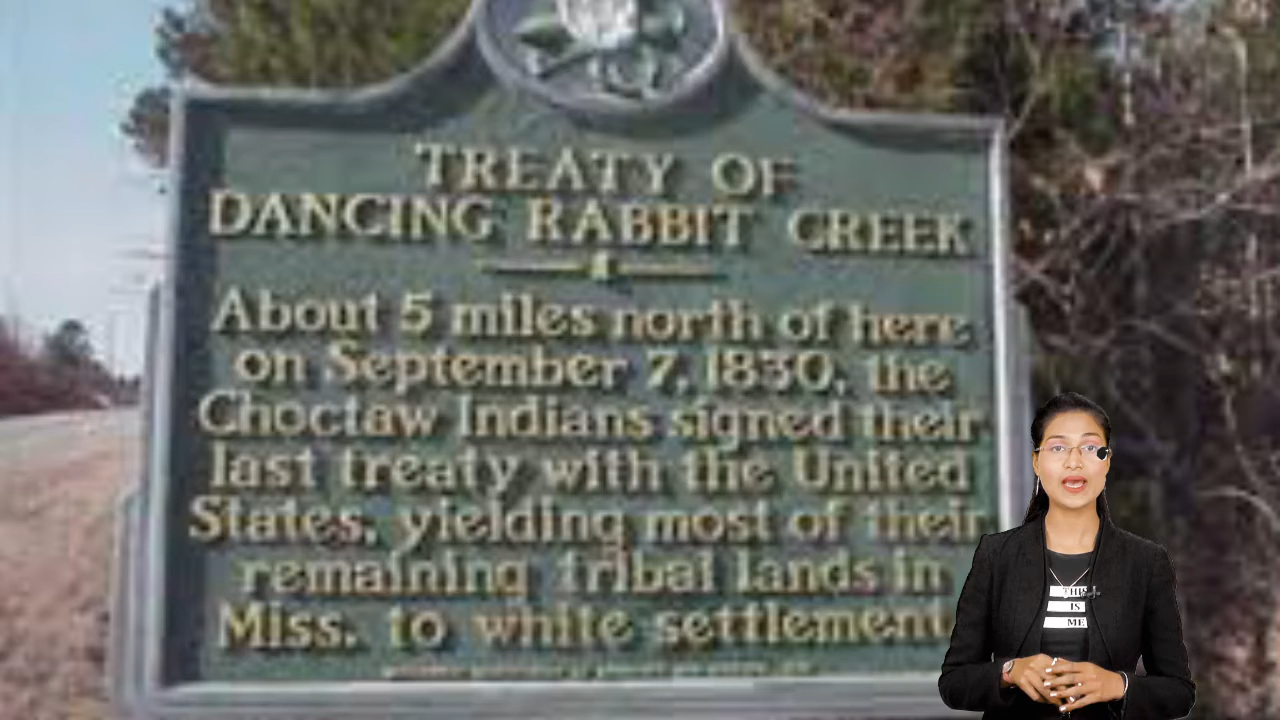 TREATY OF
DANCING RABBIT CREEK
About 5 miles north of here
on September 7, 1830, the
Choctaw Indians signed their
last treaty with the United
States, yielding most of their
remaining tribal lands in
Miss. to white settlement.
THIS
IS
ME